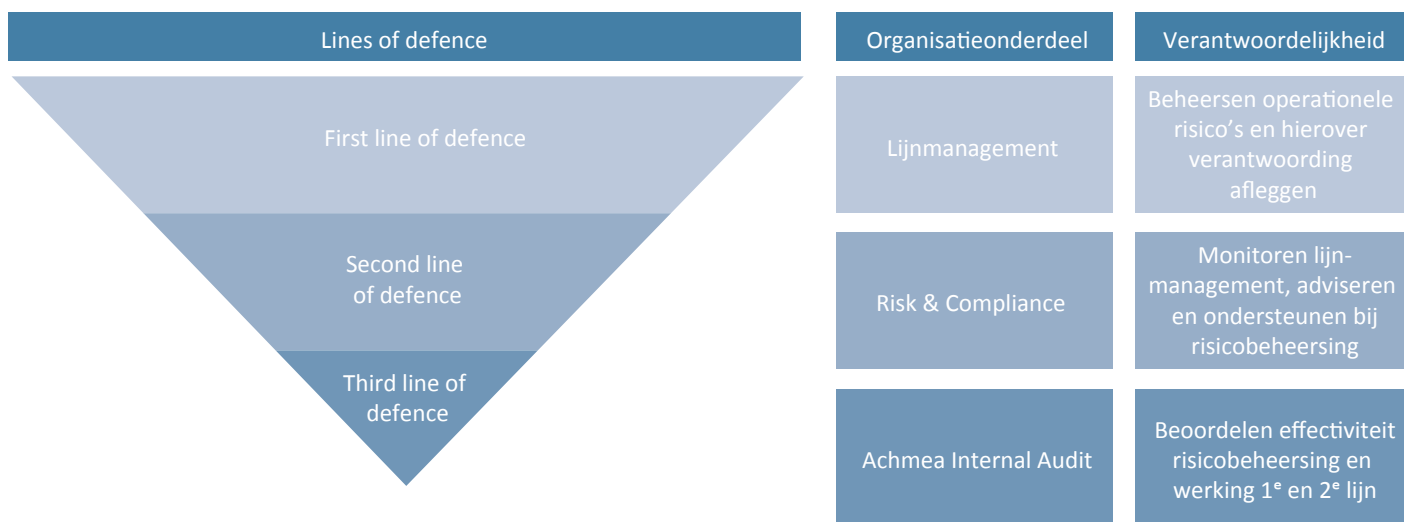 Lines of defence
Organisatieonderdeel
Verantwoordelijkheid
First line of defence
Lijnmanagement
Beheersen operationele
risico's en hierover
verantwoording
afleggen
Second line
of defence
Risk & Compliance
Monitoren lijn-
management, adviseren
en ondersteunen bij
risicobeheersing
Third line of
defence
Achmea Internal Audit
Beoordelen effectiviteit
risicobeheersing en
werking 1ᵉ en 2ᵉ lijn